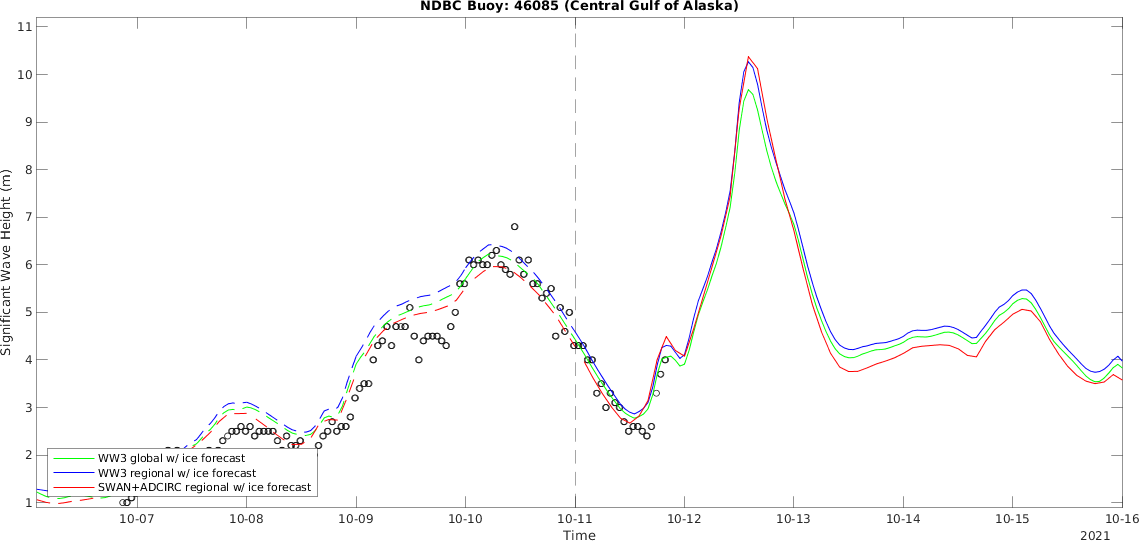 NDBC Buoy: 46085 (Central Gulf of Alaska)
11
10
9
8
7
6
5
4
3
2
1
Significant Wave Height (m)
WW3 global w/ ice forecast
WW3 regional w/ ice forecast
SWAN+ADCIRC regional w/ ice forecast
10-07 10-08 10-09 10-10 10-11 10-12 10-13 10-14 10-15 10-16
Time
2021